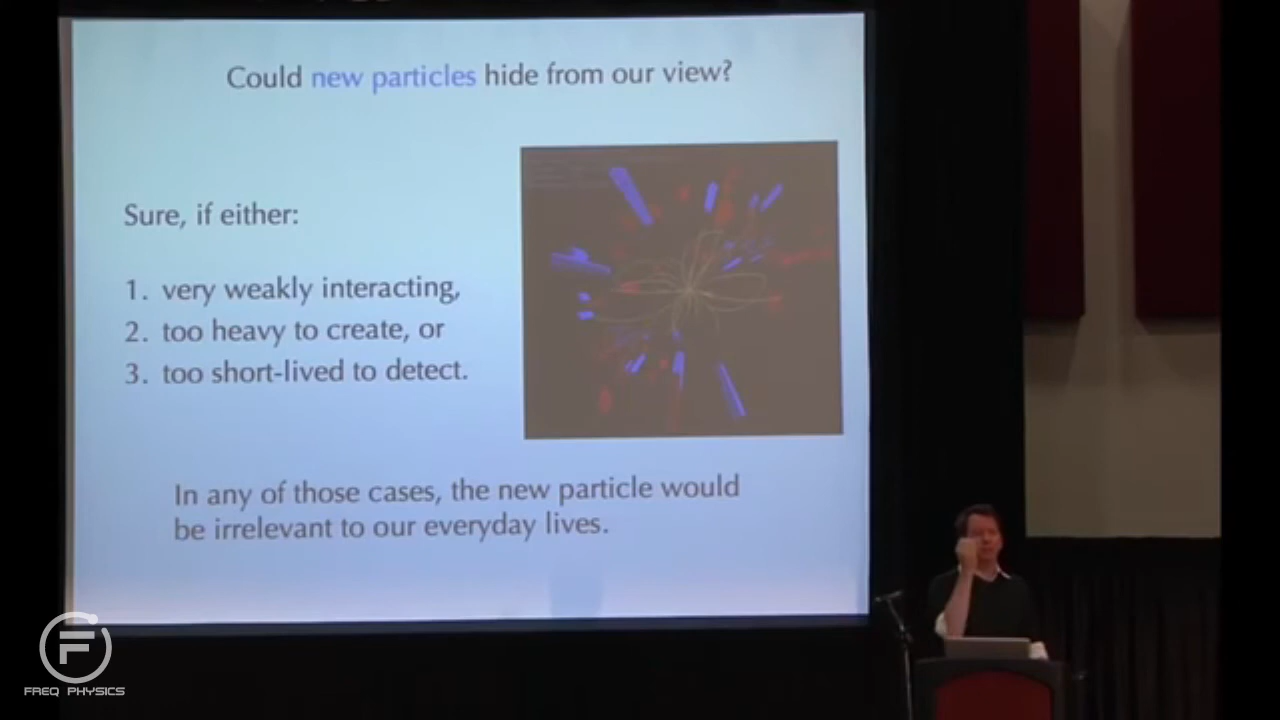 Could new particles hide from our view?
Sure, if either:
1. very weakly interacting,
2. too heavy to create, or
3. too short-lived to detect.
In any of those cases, the new particle would
be irrelevant to our everyday lives.
F
FREQ PHYSICS